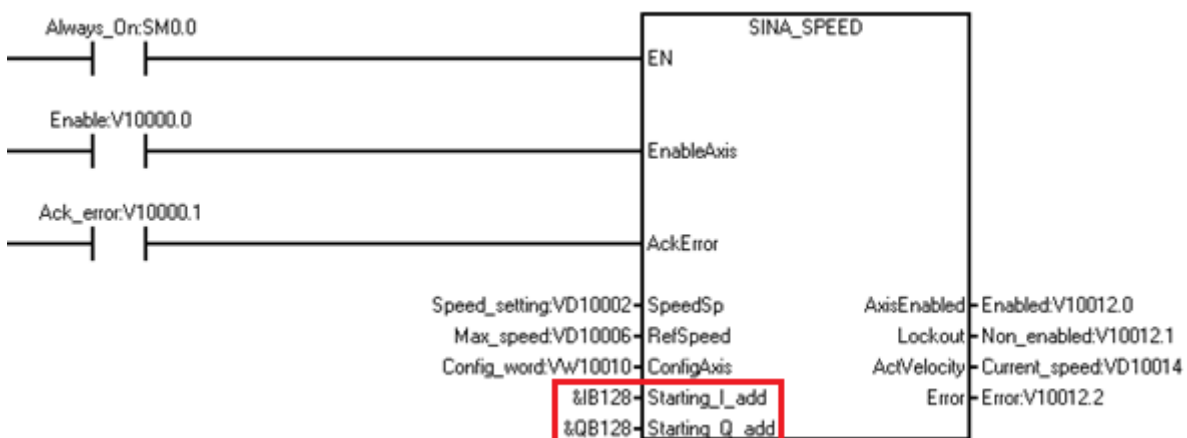 Always_On:SM0.0
SINA_SPEED
EN
Enable:V10000.0
EnableAxis
Ack_error:V10000.1
AckError
Speed_setting:VD10002 SpeedSp AxisEnabled Enabled:V10012.0
Max_speed:VD10006 RefSpeed Lockout Non_enabled:V10012.1
Config_word:VW10010 ConfigAxis ActVelocity Current_speed:VD10014
&IB128 Starting_I_add Error Error:V10012.2
&QB128 Starting_Q_add